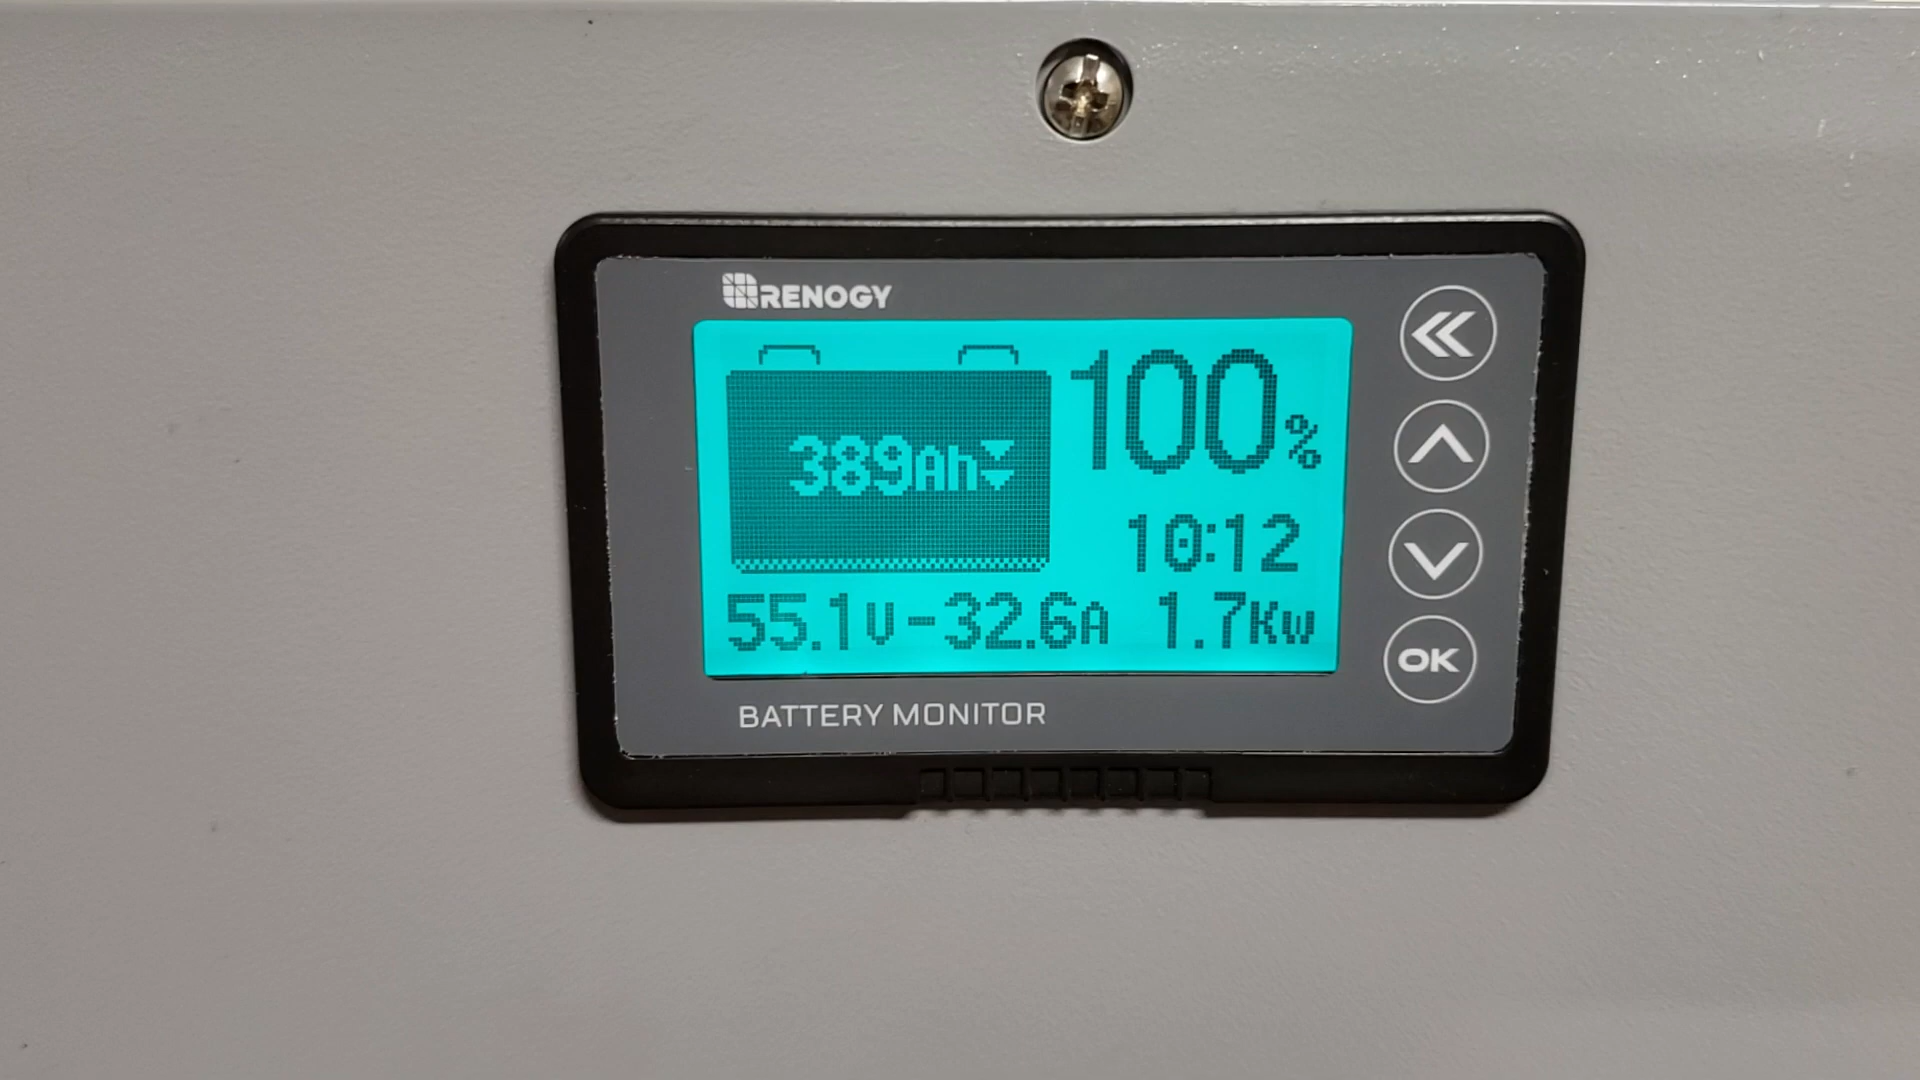 RENOGY
389Ah
100%
10:12
55.1V -32.6A 1.7Kw
OK
BATTERY MONITOR